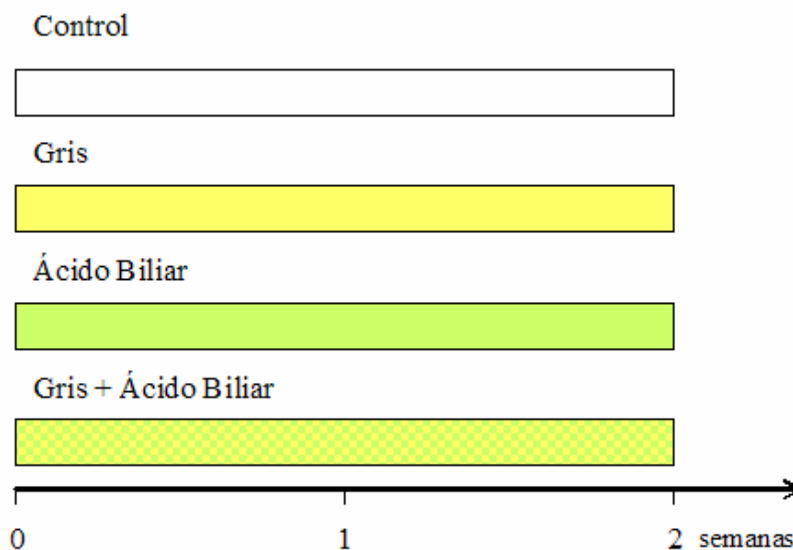 Control
Gris
Ácido Biliar
Gris + Ácido Biliar
0 1 2 semanas